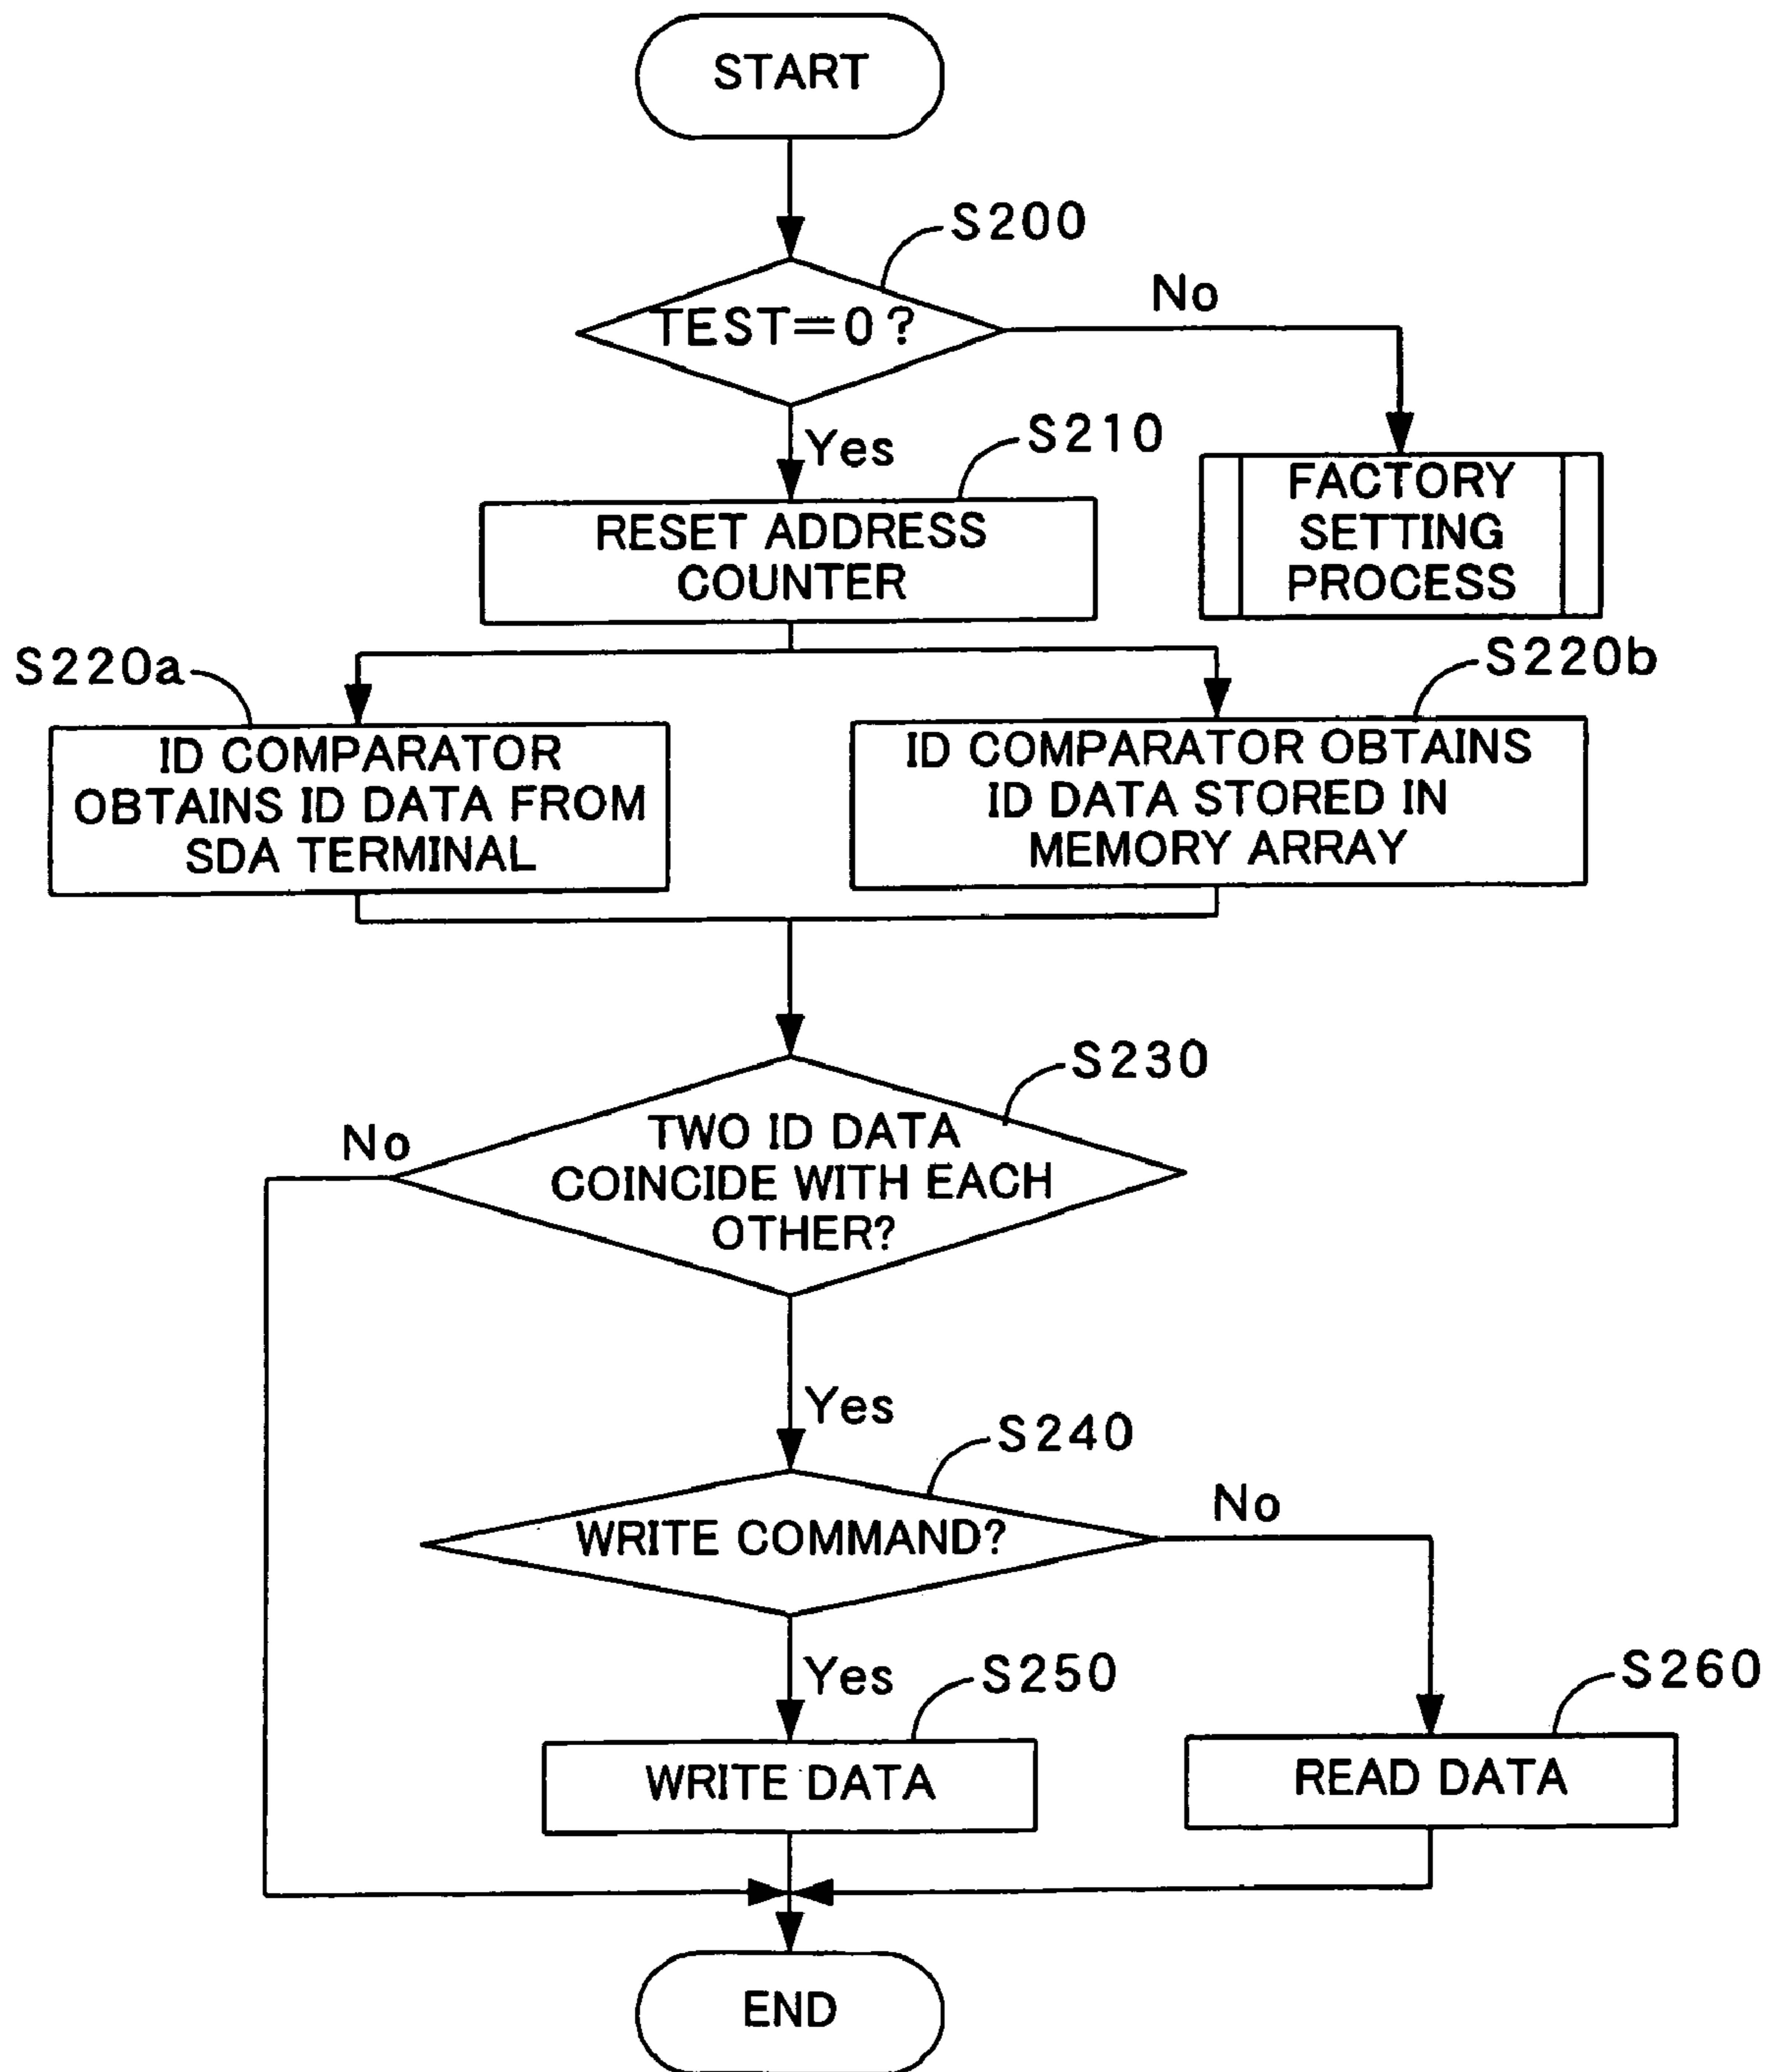 START
S200
TEST=0?
No
Yes
S210
RESET ADDRESS
COUNTER
FACTORY
SETTING
PROCESS
S220a
S220b
ID COMPARATOR
OBTAINS ID DATA FROM
SDA TERMINAL
ID COMPARATOR OBTAINS
ID DATA STORED IN
MEMORY ARRAY
S230
No
TWO ID DATA
COINCIDE WITH EACH
OTHER?
Yes
S240
No
WRITE COMMAND?
Yes
S250
S260
WRITE DATA
READ DATA
END